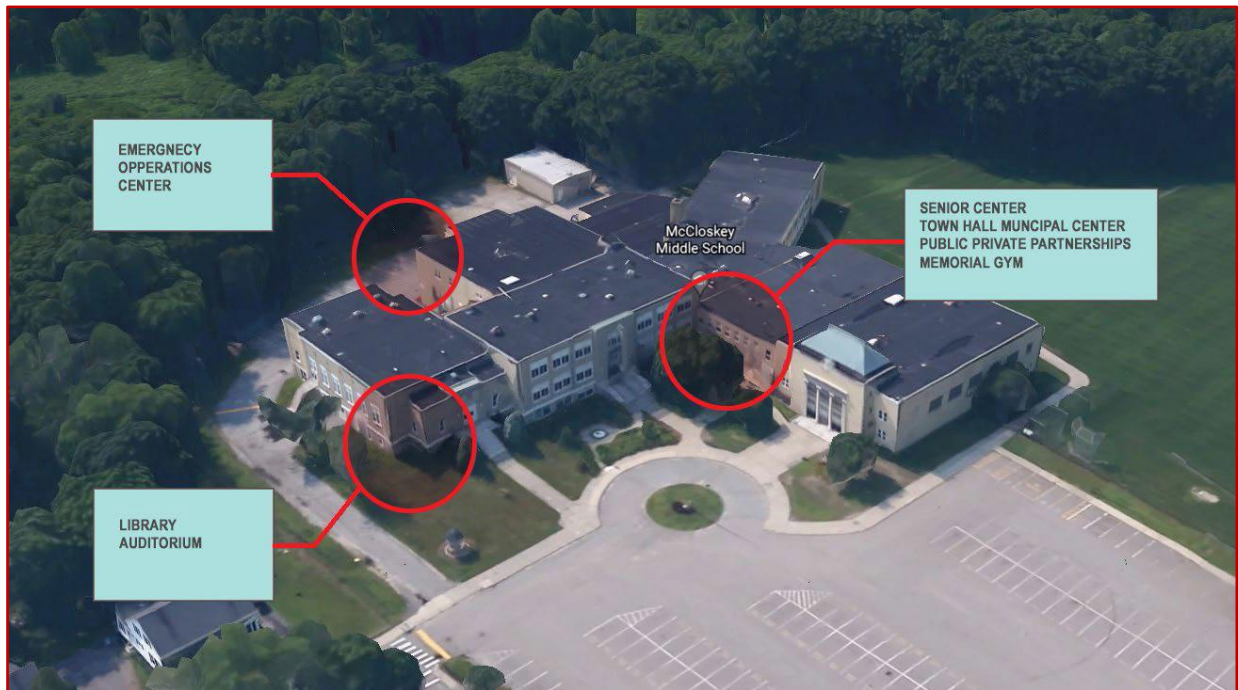 EMERGNECY
OPPERATIONS
CENTER
McCloskey
Middle School
SENIOR CENTER
TOWN HALL MUNCIPAL CENTER
PUBLIC PRIVATE PARTNERSHIPS
MEMORIAL GYM
LIBRARY
AUDITORIUM